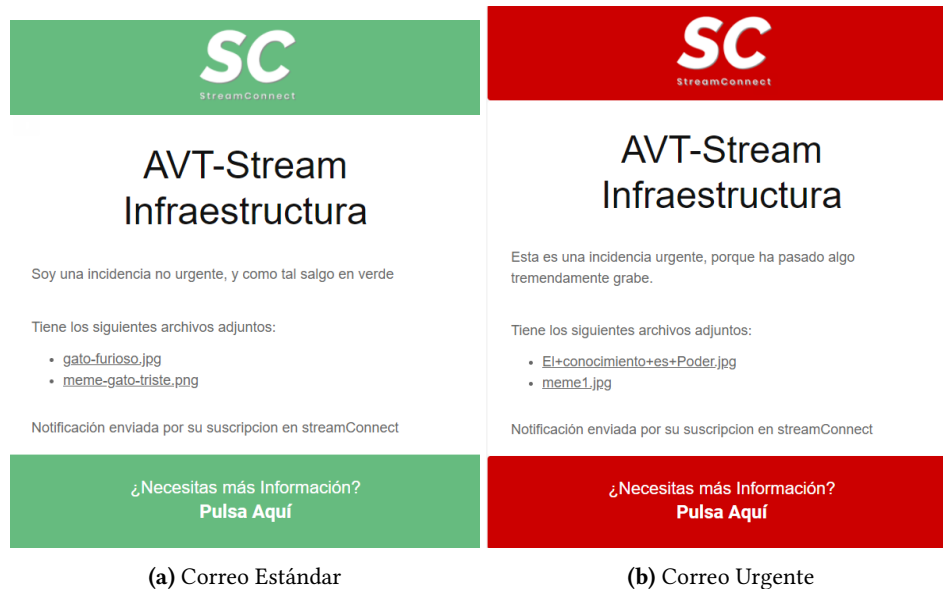 SC
StreamConnect
AVT-Stream
Infraestructura
Soy una incidencia no urgente, y como tal salgo en verde
Tiene los siguientes archivos adjuntos:
• gato-furioso.jpg
• meme-gato-triste.png
Notificación enviada por su suscripcion en streamConnect
¿Necesitas más Información?
Pulsa Aquí
(a) Correo Estándar
SC
StreamConnect
AVT-Stream
Infraestructura
Esta es una incidencia urgente, porque ha pasado algo
tremendamente grabe.
Tiene los siguientes archivos adjuntos:
• El+conocimiento+es+Poder.jpg
• meme1.jpg
Notificación enviada por su suscripcion en streamConnect
¿Necesitas más Información?
Pulsa Aquí
(b) Correo Urgente